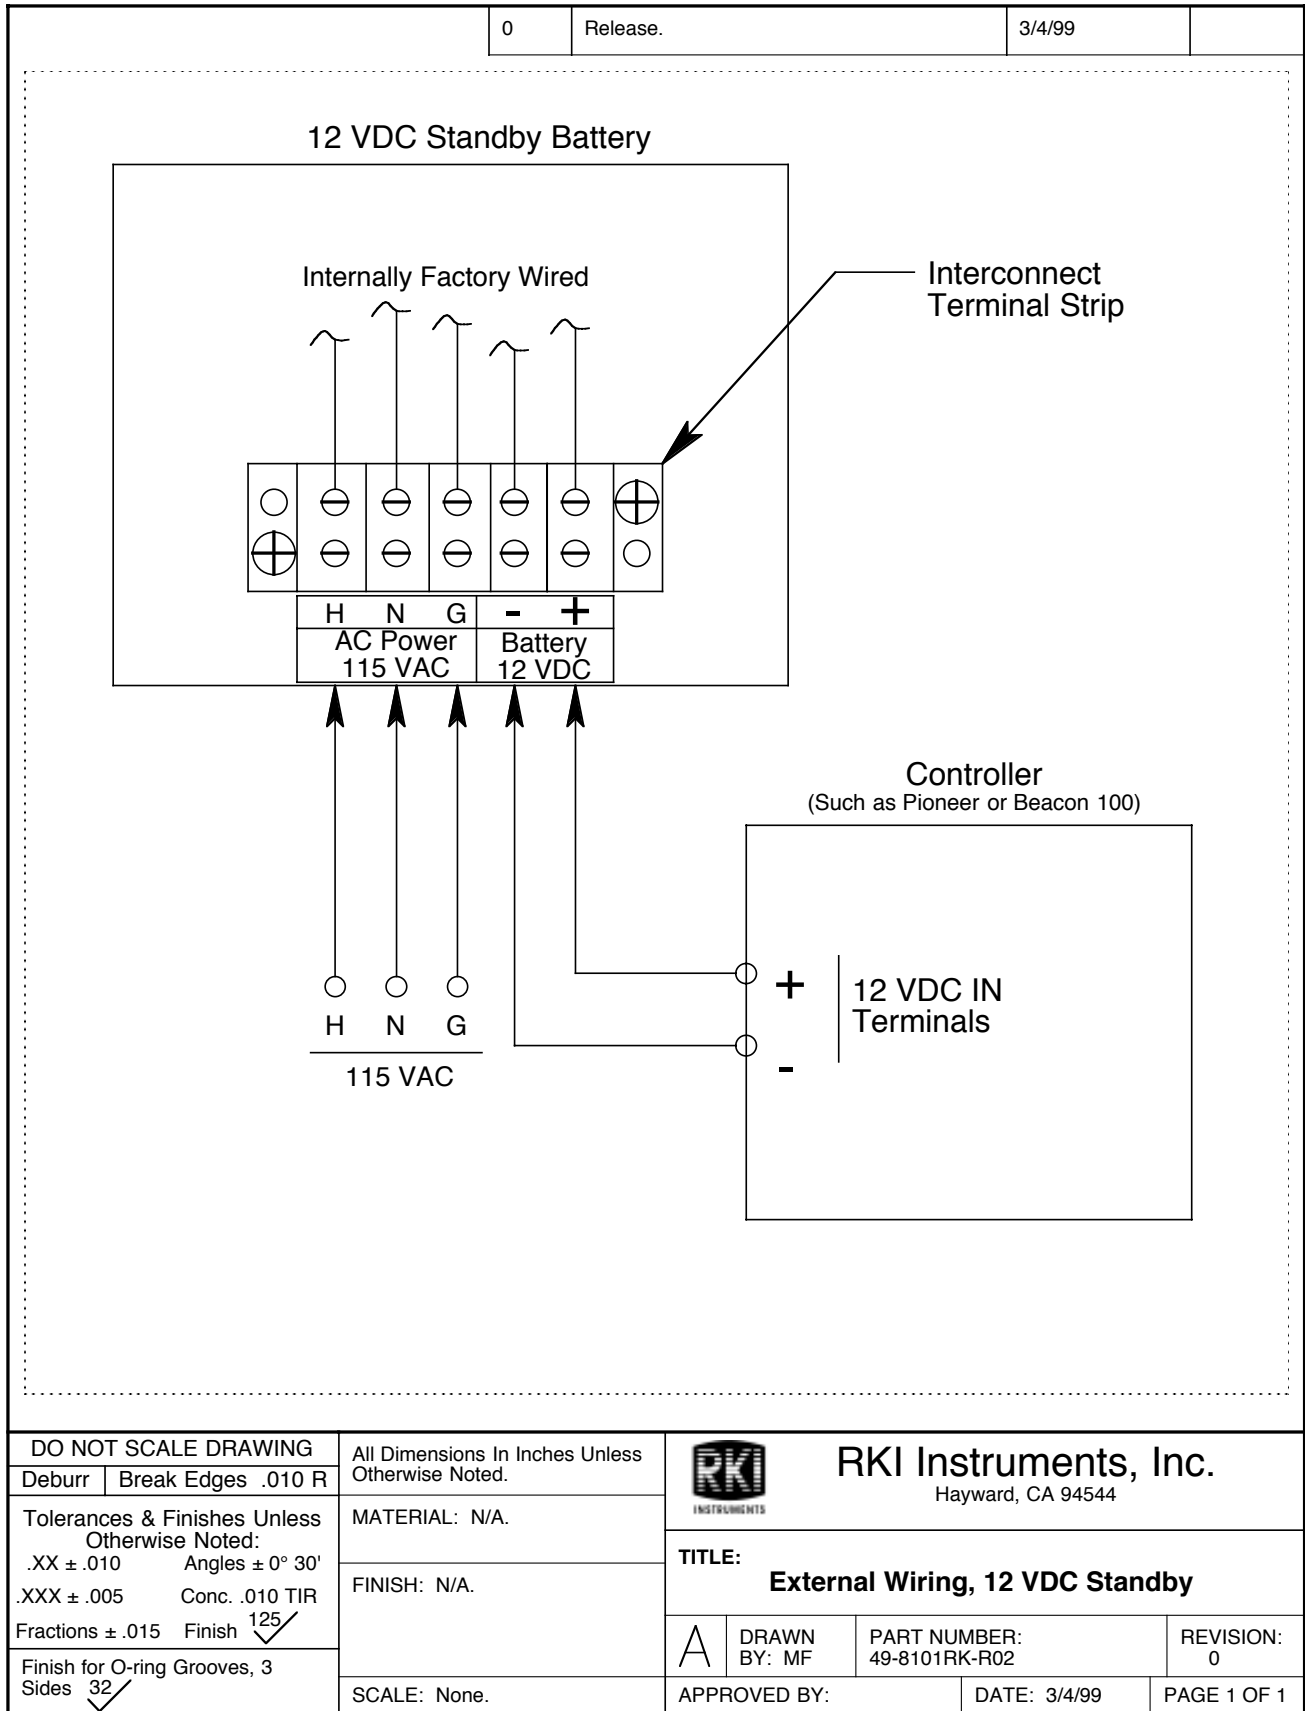 0 Release. 3/4/99
12 VDC Standby Battery
Internally Factory Wired
Interconnect
Terminal Strip
H N G - +
AC Power
115 VAC
Battery
12 VDC
Controller
(Such as Pioneer or Beacon 100)
+
12 VDC IN
Terminals
-
H N G
115 VAC
DO NOT SCALE DRAWING
Deburr Break Edges .010 R
Tolerances & Finishes Unless
Otherwise Noted:
.XX ± .010 Angles ± 0° 30'
.XXX ± .005 Conc. .010 TIR
Fractions ± .015 Finish 125
Finish for O-ring Grooves, 3
Sides 32
All Dimensions In Inches Unless
Otherwise Noted.
MATERIAL: N/A.
FINISH: N/A.
SCALE: None.
RKI
INSTRUMENTS
RKI Instruments, Inc.
Hayward, CA 94544
TITLE:
External Wiring, 12 VDC Standby
A
DRAWN
BY: MF
PART NUMBER:
49-8101RK-R02
REVISION:
0
APPROVED BY:
DATE: 3/4/99
PAGE 1 OF 1